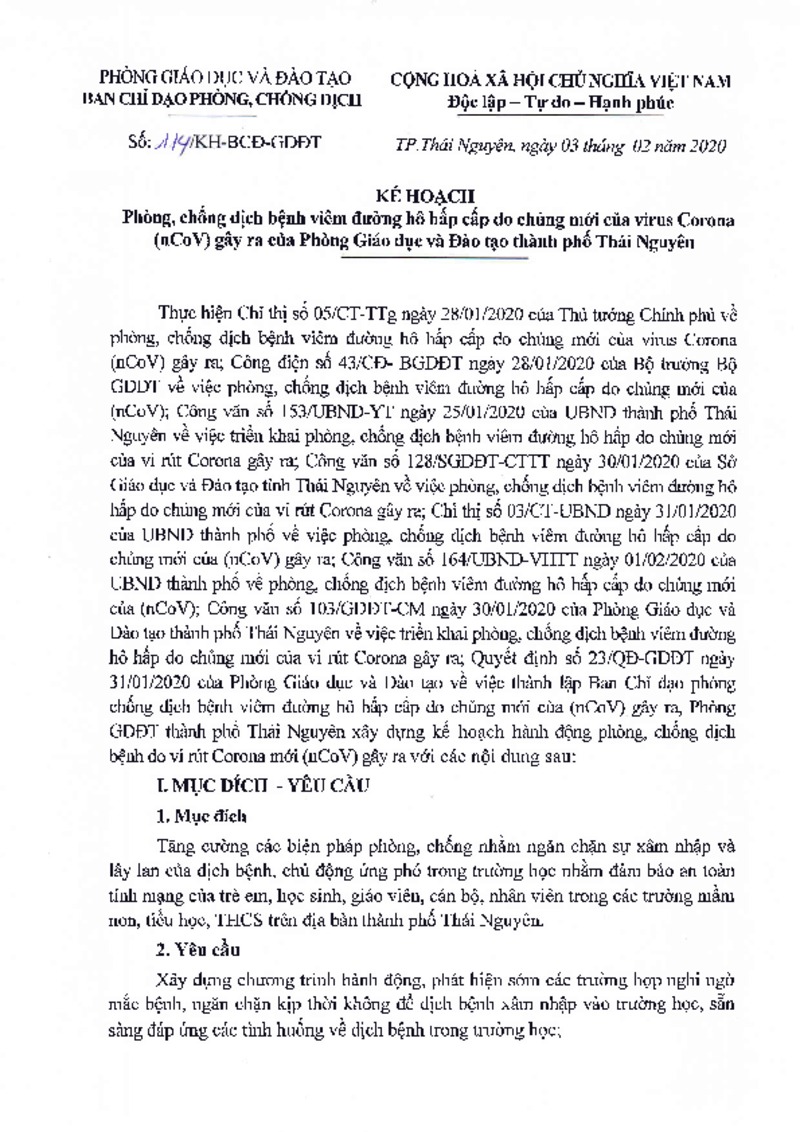 PHÒNG GIÁO DỤC VÀ ĐÀO TẠO
BAN CHỈ ĐẠO PHÒNG, CHỐNG DỊCH
Số: 114/KH-BCĐ-GDĐT
CỘNG HOÀ XÃ HỘI CHỦ NGHĨA VIỆT NAM
Độc lập – Tự do – Hạnh phúc
TP.Thái Nguyên, ngày 03 tháng 02 năm 2020
KẾ HOẠCH
Phòng, chống dịch bệnh viêm đường hô hấp cấp do chủng mới của virus Corona
(nCoV) gây ra của Phòng Giáo dục và Đào tạo thành phố Thái Nguyên
Thực hiện Chỉ thị số 05/CT-TTg ngày 28/01/2020 của Thủ tướng Chính phủ về
phòng, chống dịch bệnh viêm đường hô hấp cấp do chủng mới của virus Corona
(nCoV) gây ra; Công điện số 43/CĐ- BGDĐT ngày 28/01/2020 của Bộ trưởng Bộ
GDĐT về việc phòng, chống dịch bệnh viêm đường hô hấp cấp do chủng mới của
(nCoV); Công văn số 153/UBND-YT ngày 25/01/2020 của UBND thành phố Thái
Nguyên về việc triển khai phòng, chống dịch bệnh viêm đường hô hấp do chủng mới
của vi rút Corona gây ra; Công văn số 128/SGDĐT-CTTT ngày 30/01/2020 của Sở
Giáo dục và Đào tạo tỉnh Thái Nguyên về việc phòng, chống dịch bệnh viêm đường hô
hấp do chủng mới của vi rút Corona gây ra; Chỉ thị số 03/CT-UBND ngày 31/01/2020
của UBND thành phố về việc phòng, chống dịch bệnh viêm đường hô hấp cấp do
chủng mới của (nCoV) gây ra; Công văn số 164/UBND-VHTT ngày 01/02/2020 của
UBND thành phố về phòng, chống dịch bệnh viêm đường hô hấp cấp do chủng mới
của (nCoV); Công văn số 103/GDĐT-CM ngày 30/01/2020 của Phòng Giáo dục và
Đào tạo thành phố Thái Nguyên về việc triển khai phòng, chống dịch bệnh viêm đường
hô hấp do chủng mới của vi rút Corona gây ra; Quyết định số 23/QĐ-GDĐT ngày
31/01/2020 của Phòng Giáo dục và Đào tạo về việc thành lập Ban Chỉ đạo phòng
chống dịch bệnh viêm đường hô hấp cấp do chủng mới của (nCoV) gây ra, Phòng
GDĐT thành phố Thái Nguyên xây dựng kế hoạch hành động phòng, chống dịch
bệnh do vi rút Corona mới (nCoV) gây ra với các nội dung sau:
I. MỤC ĐÍCH - YÊU CẦU
1. Mục đích
Tăng cường các biện pháp phòng, chống nhằm ngăn chặn sự xâm nhập và
lây lan của dịch bệnh, chủ động ứng phó trong trường học nhằm đảm bảo an toàn
tính mạng của trẻ em, học sinh, giáo viên, cán bộ, nhân viên trong các trường mầm
non, tiểu học, THCS trên địa bàn thành phố Thái Nguyên.
2. Yêu cầu
Xây dựng chương trình hành động, phát hiện sớm các trường hợp nghi ngờ
mắc bệnh, ngăn chặn kịp thời không để dịch bệnh xâm nhập vào trường học, sẵn
sàng đáp ứng các tình huống về dịch bệnh trong trường học;